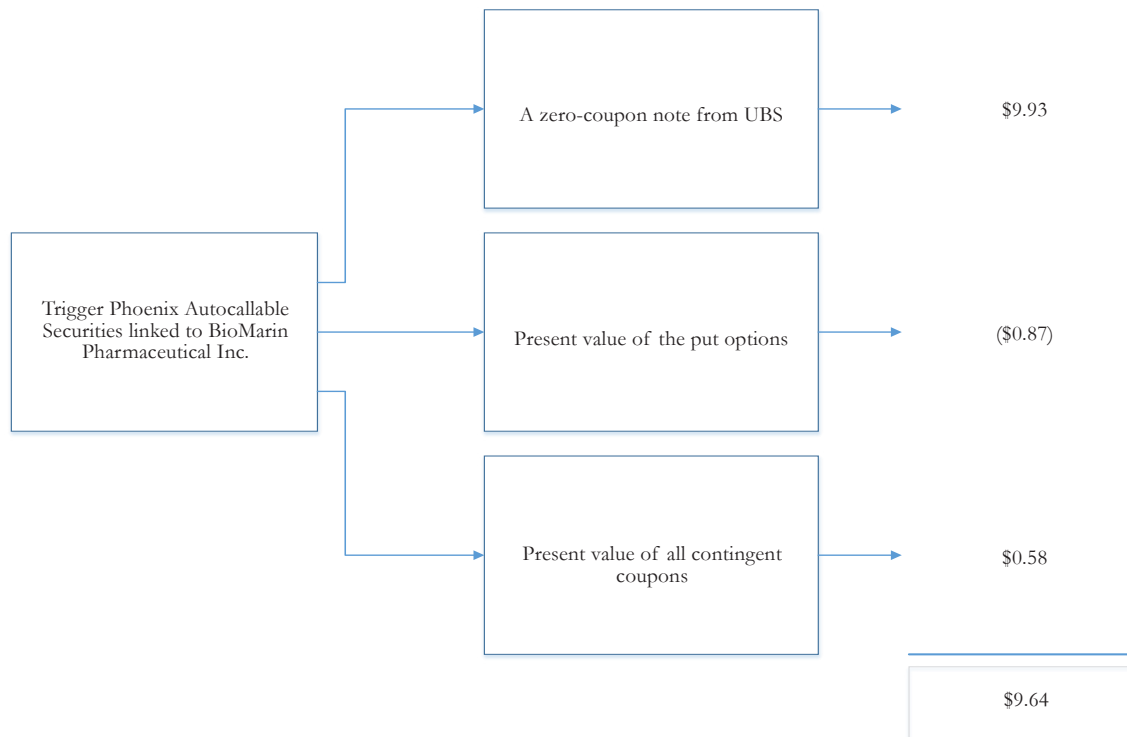 A zero-coupon note from UBS
$9.93
Trigger Phoenix Autocallable
Securities linked to BioMarin
Pharmaceutical Inc.
Present value of the put options
($0.87)
Present value of all contingent
coupons
$0.58
$9.64